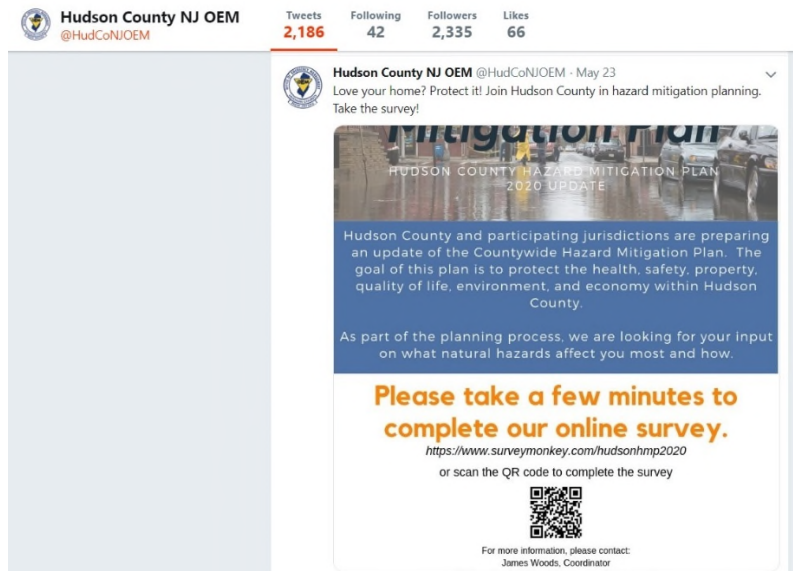 Hudson County NJ OEM
@HudCoNJOEM
Tweets Following Followers Likes
2,186 42 2,335 66
Hudson County NJ OEM @HudCoNJOEM · May 23
Love your home? Protect it! Join Hudson County in hazard mitigation planning.
Take the survey!
Mitigation Plan
HUDSON COUNTY HAZARD MITIGATION PLAN
2020 UPDATE
Hudson County and participating jurisdictions are preparing
an update of the Countywide Hazard Mitigation Plan. The
goal of this plan is to protect the health, safety, property,
quality of life, environment, and economy within Hudson
County.
As part of the planning process, we are looking for your input
on what natural hazards affect you most and how.
Please take a few minutes to
complete our online survey.
https://www.surveymonkey.com/hudsonhmp2020
or scan the QR code to complete the survey
For more information, please contact:
James Woods, Coordinator